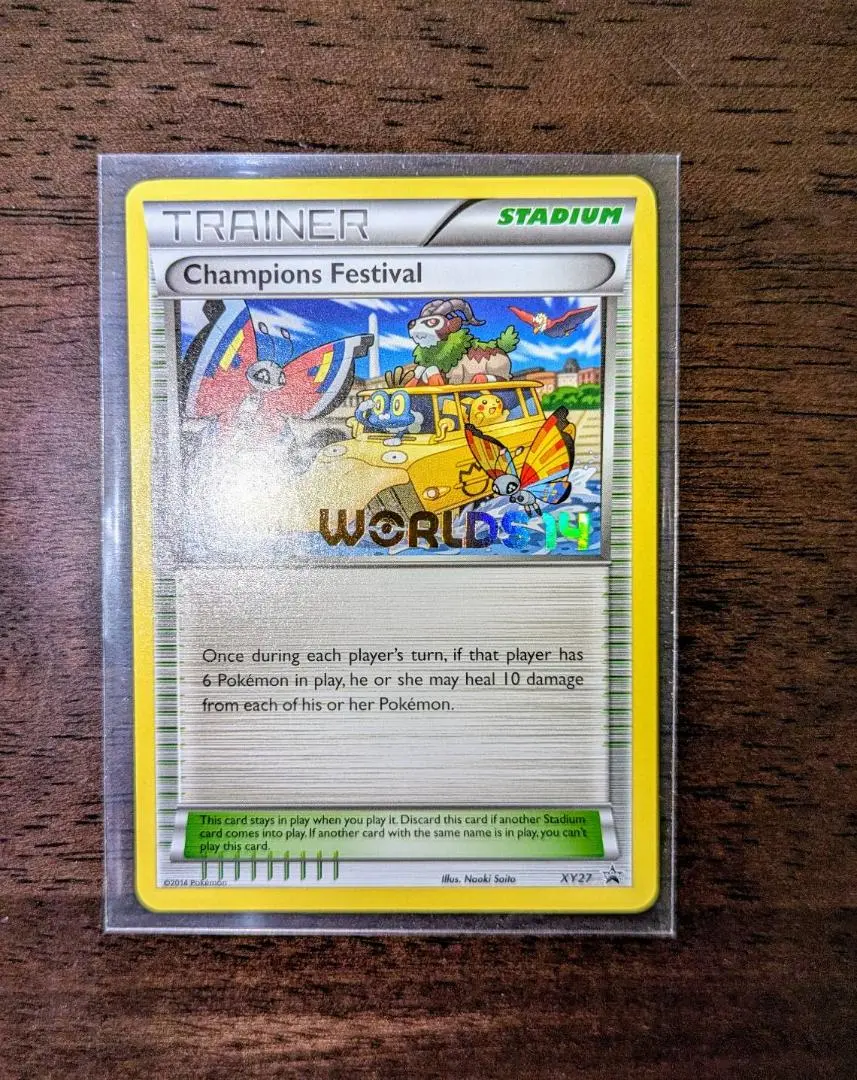 TRAINER STADIUM
Champions Festival
WORLDS 14
Once during each player's turn, if that player has
6 Pokémon in play, he or she may heal 10 damage
from each of his or her Pokémon.
This card stays in play when you play it. Discard this card if another Stadium
card comes into play. If another card with the same name is in play, you can't
play this card.
©2014 Pokémon Illus. Naoki Saito XY27